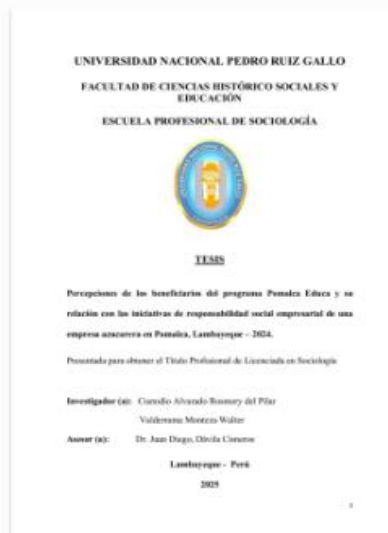 UNIVERSIDAD NACIONAL PEDRO RUIZ GALLO
FACULTAD DE CIENCIAS HISTÓRICO SOCIALES Y
EDUCACIÓN
ESCUELA PROFESIONAL DE SOCIOLOGÍA
TESIS
Percepciones de los beneficiarios del programa Pomalca Educa y su
relación con las iniciativas de responsabilidad social empresarial de una
empresa azucarera en Pomalca, Lambayeque – 2024.
Presentada para obtener el Título Profesional de Licenciada en Sociología
Investigador (a): Custodio Alvarado Rosmary del Pilar
Valderrama Monteza Walter
Asesor (a): Dr. Juan Diego, Dávila Cisneros
Lambayeque - Perú
2025